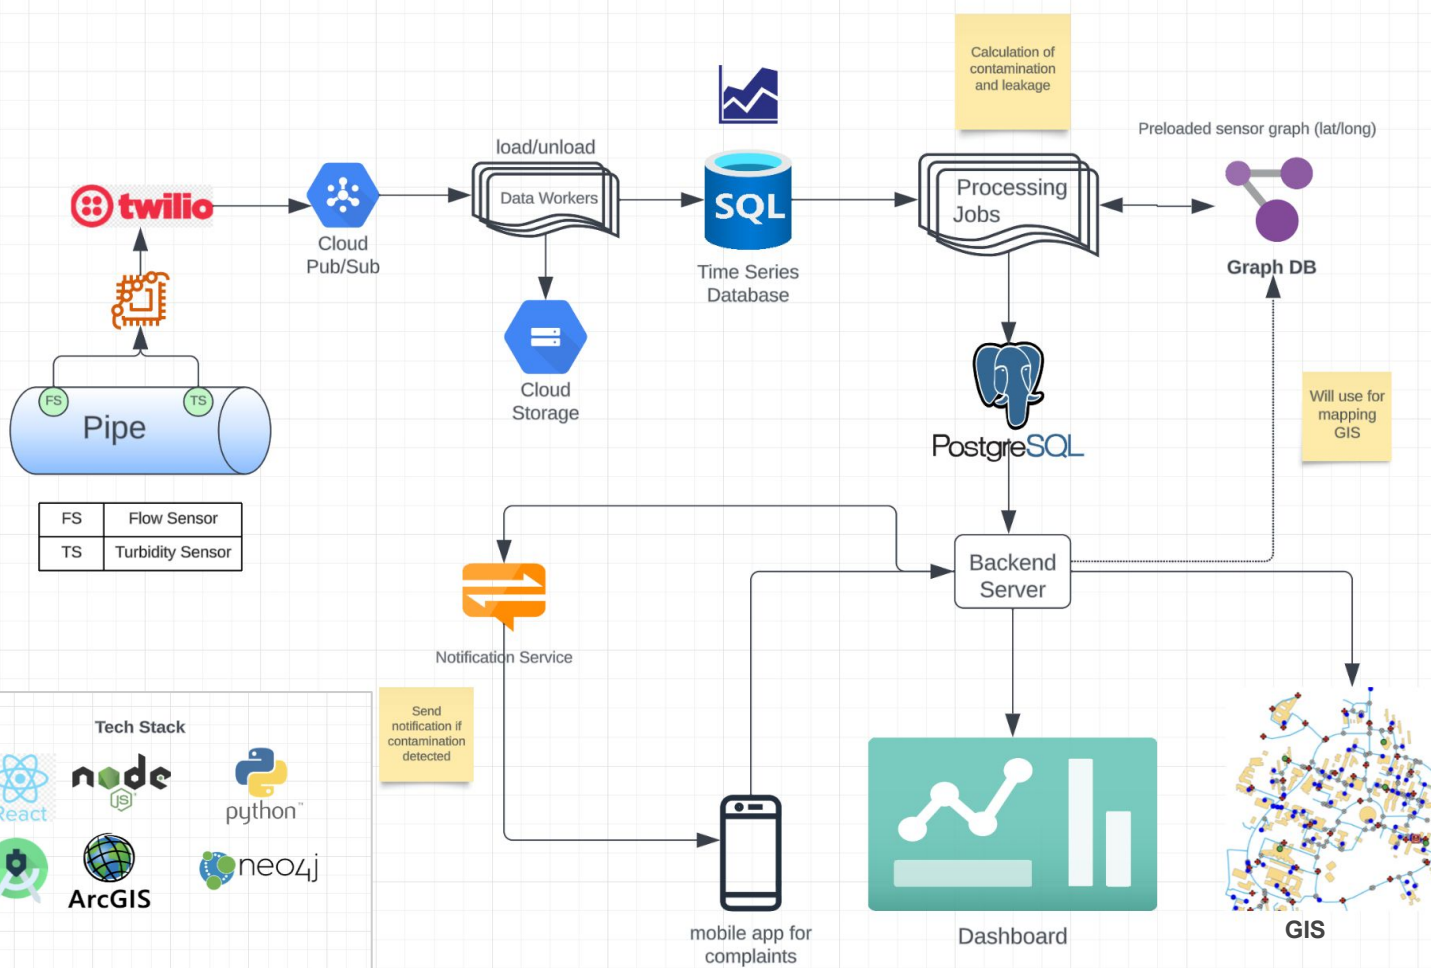 Calculation of
contamination
and leakage
Preloaded sensor graph (lat/long)
load/unload
Data Workers
SQL
Processing
Jobs
twilio
Cloud
Pub/Sub
Time Series
Database
Graph DB
Cloud
Storage
FS
TS
Pipe
PostgreSQL
Will use for
mapping
GIS
FS Flow Sensor
TS Turbidity Sensor
Backend
Server
Notification Service
Send
notification if
contamination
detected
Tech Stack
React
node
JS
python
ArcGIS
neo4j
mobile app for
complaints
Dashboard
GIS